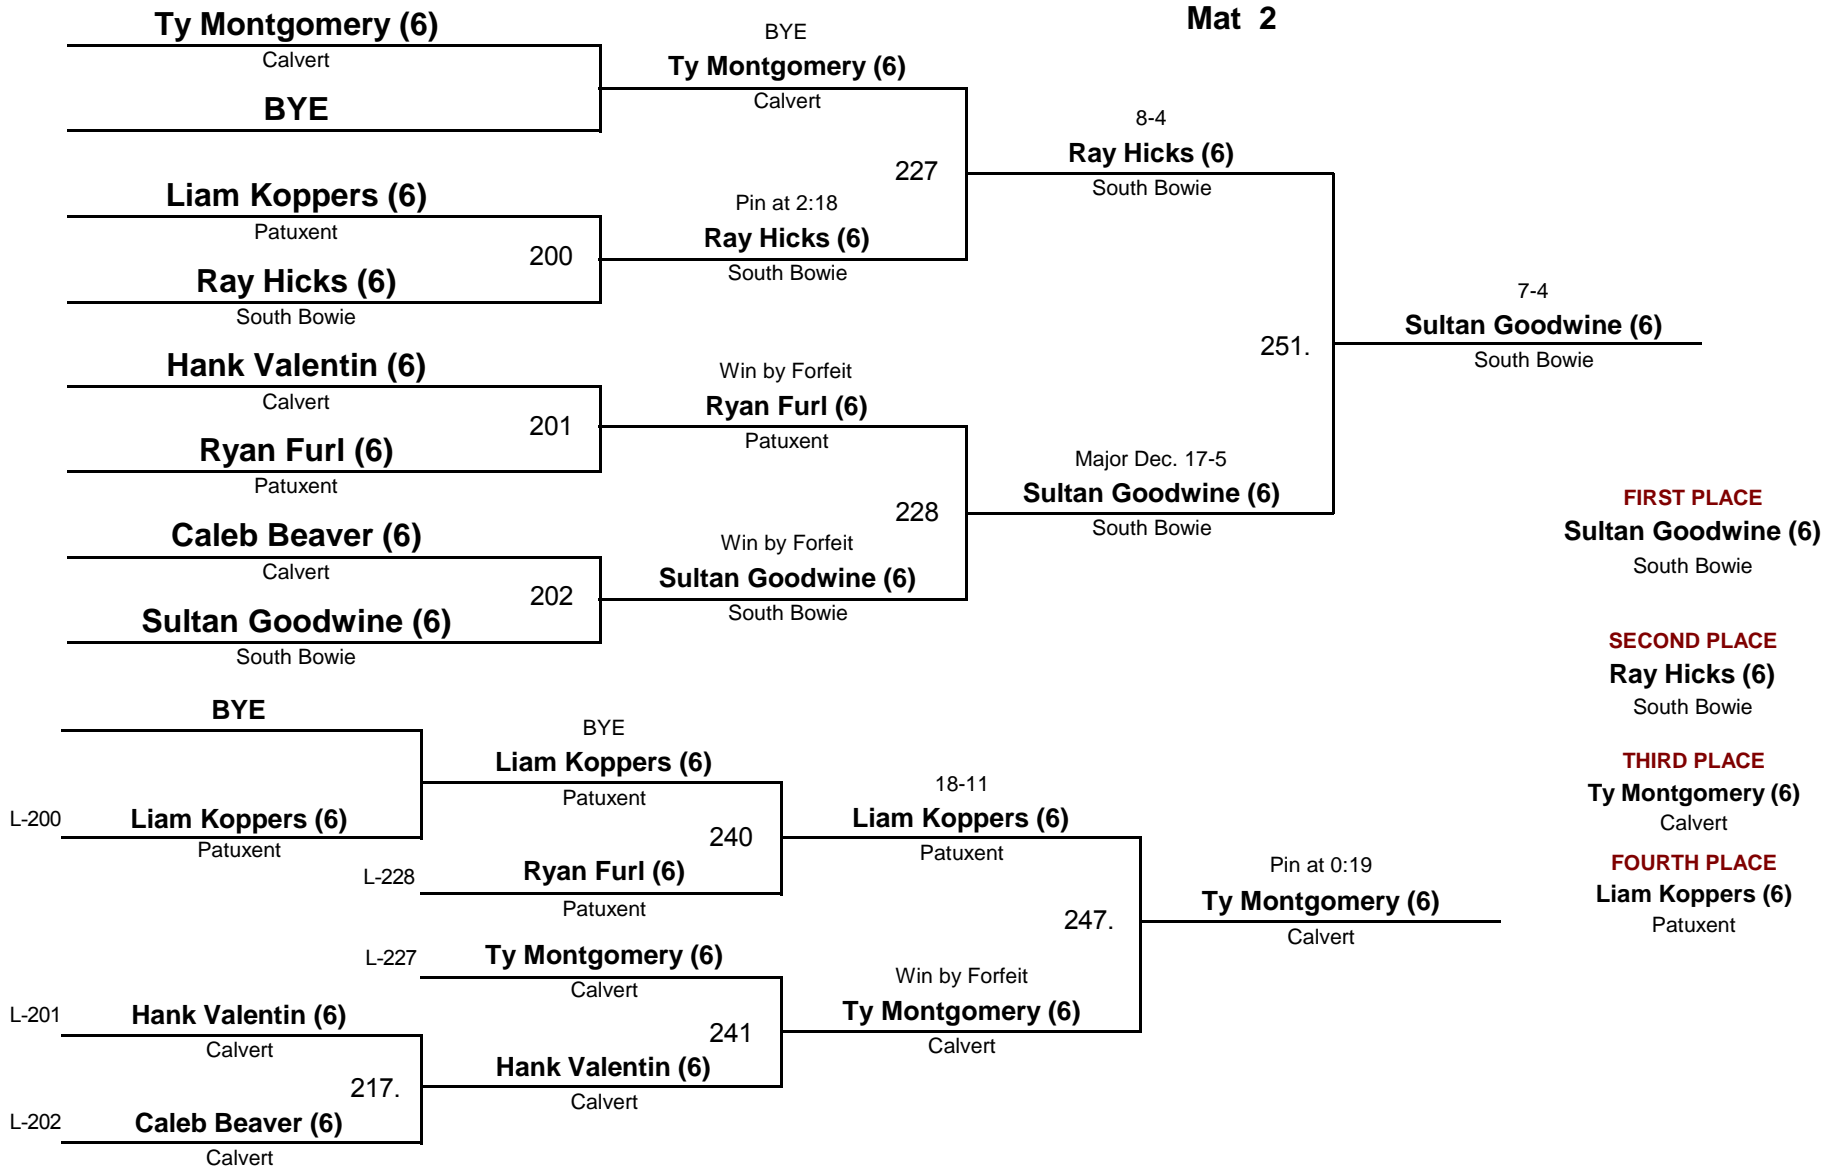 Mat 2
Ty Montgomery (6)
Calvert
BYE
Liam Koppers (6)
Patuxent
200
Ray Hicks (6)
South Bowie
Hank Valentin (6)
Calvert
201
Ryan Furl (6)
Patuxent
Caleb Beaver (6)
Calvert
202
Sultan Goodwine (6)
South Bowie
BYE
Ty Montgomery (6)
Calvert
227
Pin at 2:18
Ray Hicks (6)
South Bowie
Win by Forfeit
Ryan Furl (6)
Patuxent
228
Win by Forfeit
Sultan Goodwine (6)
South Bowie
8-4
Ray Hicks (6)
South Bowie
251.
Major Dec. 17-5
Sultan Goodwine (6)
South Bowie
7-4
Sultan Goodwine (6)
South Bowie
BYE
L-200
Liam Koppers (6)
Patuxent
L-201
Hank Valentin (6)
Calvert
217.
L-202
Caleb Beaver (6)
Calvert
BYE
Liam Koppers (6)
Patuxent
240
L-228
Ryan Furl (6)
Patuxent
L-227
Ty Montgomery (6)
Calvert
241
Hank Valentin (6)
Calvert
18-11
Liam Koppers (6)
Patuxent
247.
Win by Forfeit
Ty Montgomery (6)
Calvert
Pin at 0:19
Ty Montgomery (6)
Calvert
FIRST PLACE
Sultan Goodwine (6)
South Bowie
SECOND PLACE
Ray Hicks (6)
South Bowie
THIRD PLACE
Ty Montgomery (6)
Calvert
FOURTH PLACE
Liam Koppers (6)
Patuxent